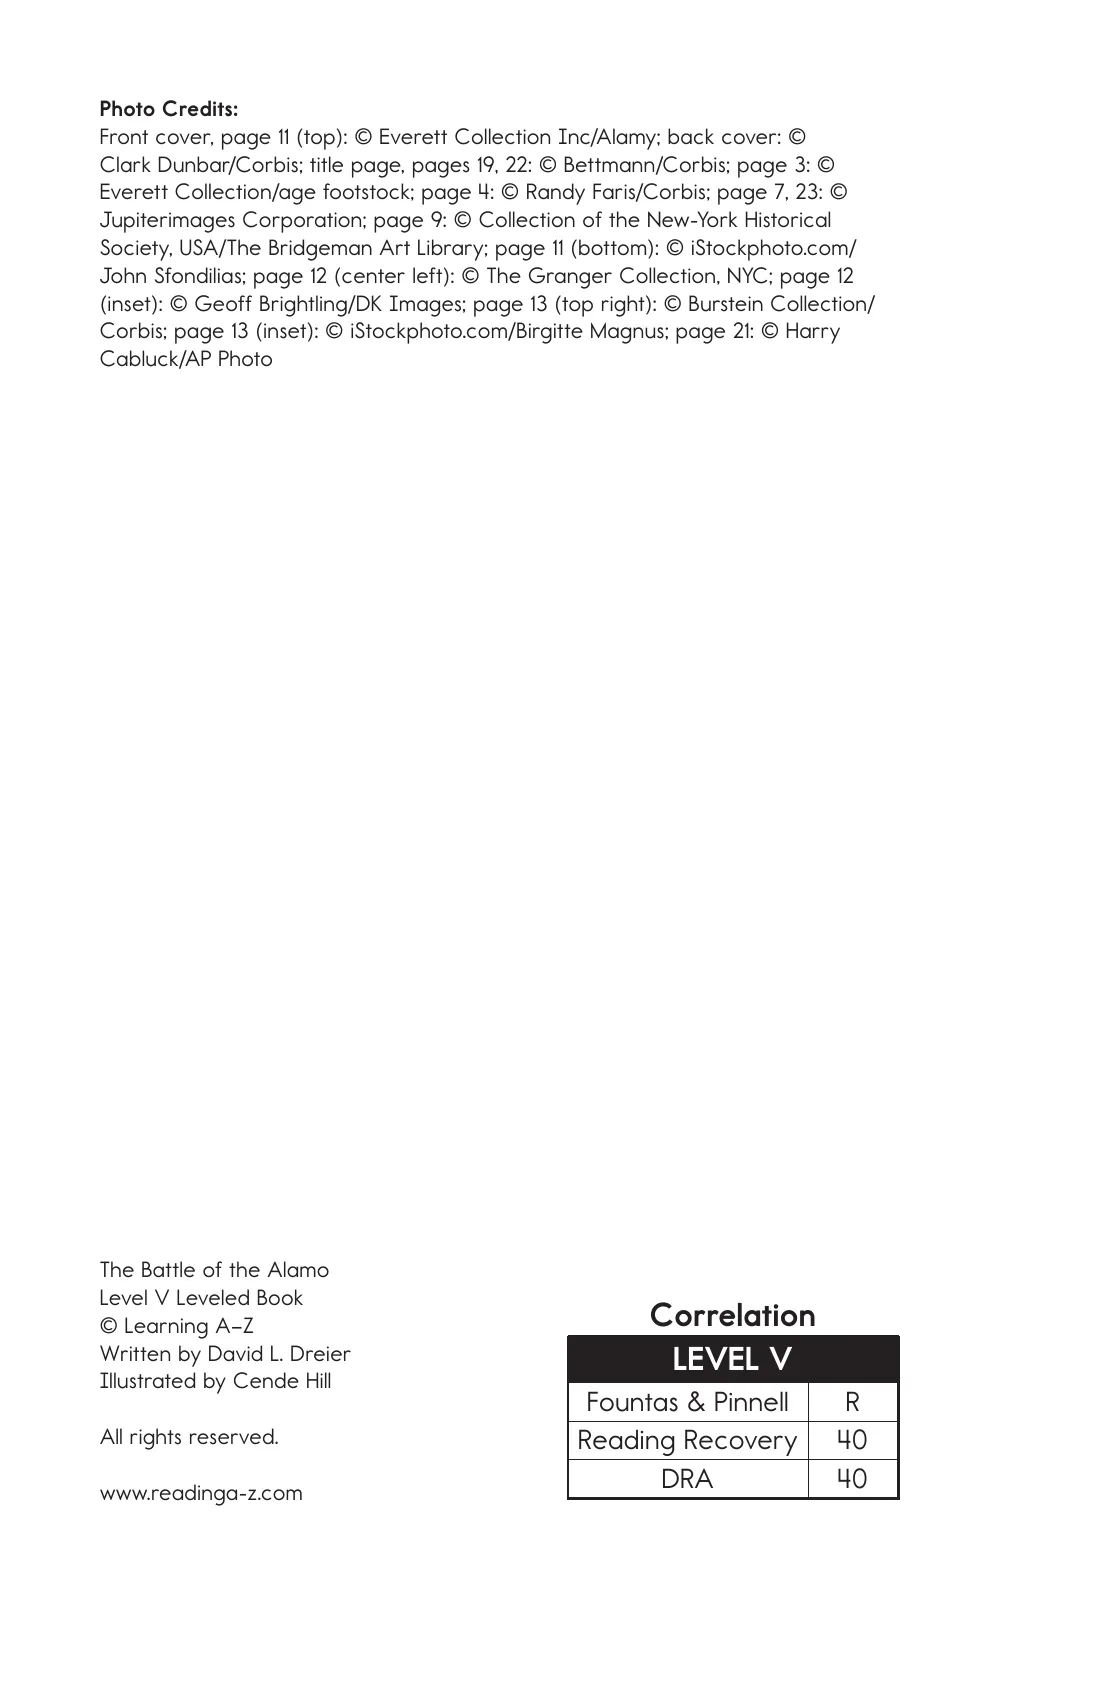 Photo Credits:
Front cover, page 11 (top): © Everett Collection Inc/Alamy; back cover: ©
Clark Dunbar/Corbis; title page, pages 19, 22: © Bettmann/Corbis; page 3: ©
Everett Collection/age footstock; page 4: © Randy Faris/Corbis; page 7, 23: ©
Jupiterimages Corporation; page 9: © Collection of the New-York Historical
Society, USA/The Bridgeman Art Library; page 11 (bottom): © iStockphoto.com/
John Sfondilias; page 12 (center left): © The Granger Collection, NYC; page 12
(inset): © Geoff Brightling/DK Images; page 13 (top right): © Burstein Collection/
Corbis; page 13 (inset): © iStockphoto.com/Birgitte Magnus; page 21: © Harry
Cabluck/AP Photo
The Battle of the Alamo
Level V Leveled Book
© Learning A–Z
Written by David L. Dreier
Illustrated by Cende Hill
All rights reserved.
www.readinga-z.com
Correlation
LEVEL V
Fountas & Pinnell R
Reading Recovery 40
DRA 40